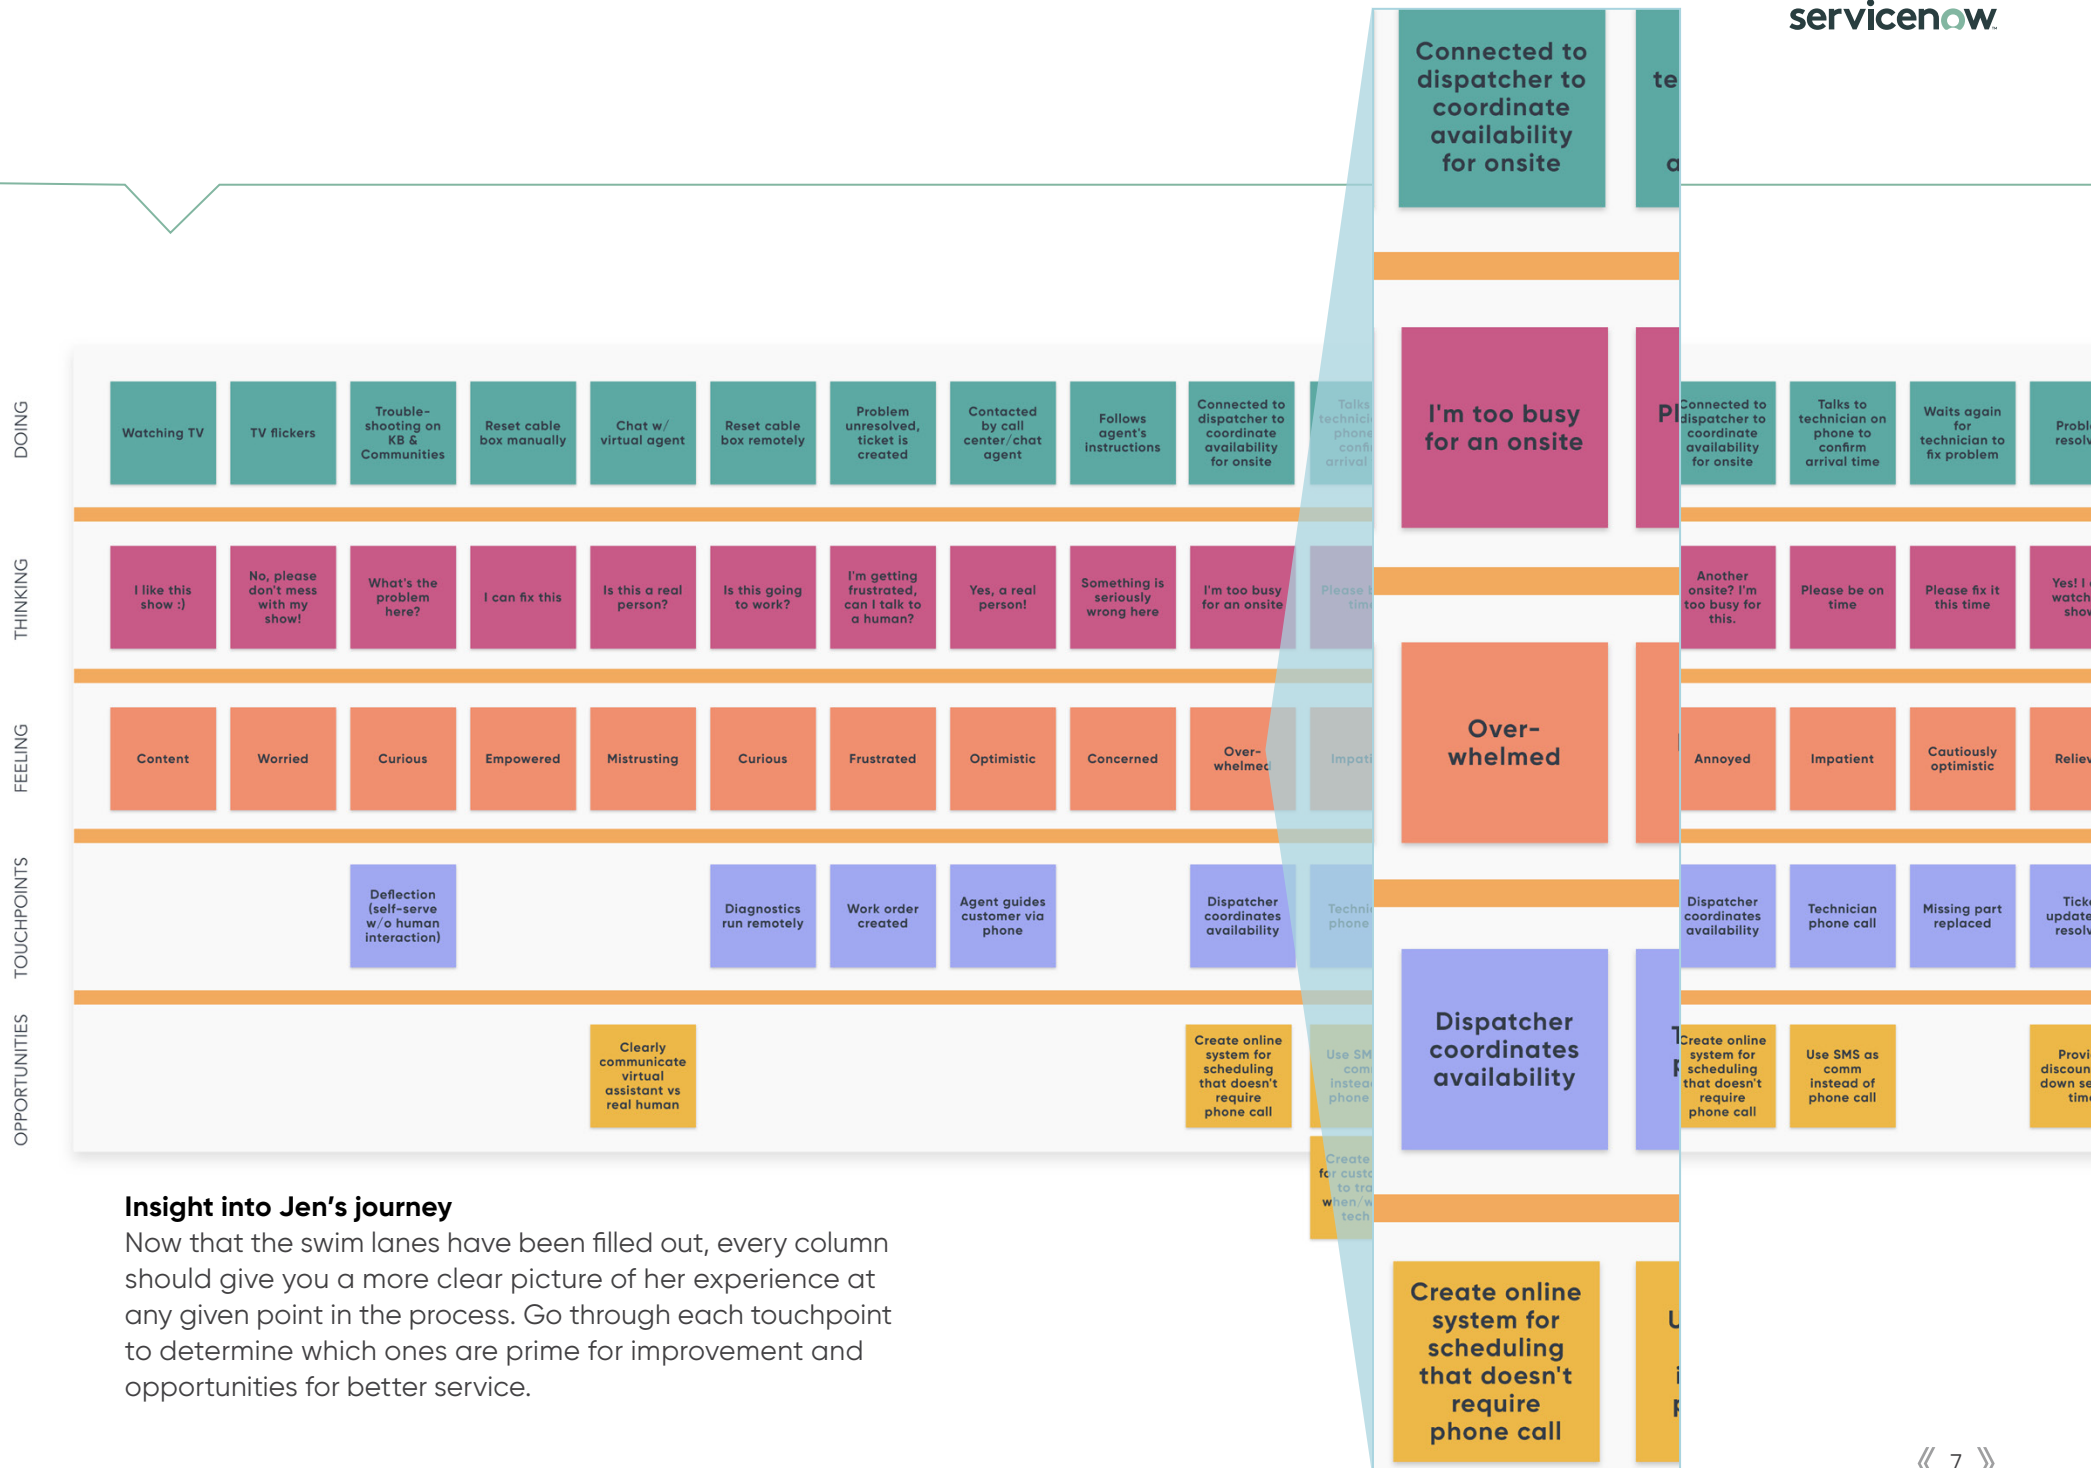 servicenow
DOING
Watching TV
TV flickers
Trouble-
shooting on
KB &
Communities
Reset cable
box manually
Chat w/
virtual agent
Reset cable
box remotely
Problem
unresolved,
ticket is
created
Contacted
by call
center/chat
agent
Follows
agent's
instructions
Connected to
dispatcher to
coordinate
availability
for onsite
Talks
phone
arrival
Connected to
dispatcher to
coordinate
availability
for onsite
Connected to
dispatcher to
coordinate
availability
for onsite
Talks to
technician on
phone to
confirm
arrival time
Waits again
for
technician to
fix problem
THINKING
I like this
show :)
No, please
don't mess
with my
show!
What's the
problem
here?
I can fix this
Is this a real
person?
Is this going
to work?
I'm getting
frustrated,
can I talk to
a human?
Yes, a real
person!
Something is
seriously
wrong here
I'm too busy
for an onsite
Please
I'm too busy
for an onsite
Another
onsite? I'm
too busy for
this.
Please be on
time
Please fix it
this time
Yes! I
FEELING
Content
Worried
Curious
Empowered
Mistrusting
Curious
Frustrated
Optimistic
Concerned
Over-
whelmed
Over-
whelmed
Annoyed
Impatient
Cautiously
optimistic
TOUCHPOINTS
Deflection
(self-serve
w/o human
interaction)
Diagnostics
run remotely
Work order
created
Agent guides
customer via
phone
Dispatcher
coordinates
availability
phone
Dispatcher
coordinates
availability
Dispatcher
coordinates
availability
Technician
phone call
Missing part
replaced
OPPORTUNITIES
Clearly
communicate
virtual
assistant vs
real human
Create online
system for
scheduling
that doesn't
require
phone call
Use
phone
Create
for
to
tech
Create online
system for
scheduling
that doesn't
require
phone call
Create online
system for
scheduling
that doesn't
require
phone call
Use SMS as
comm
instead of
phone call
down
Insight into Jen's journey
Now that the swim lanes have been filled out, every column
should give you a more clear picture of her experience at
any given point in the process. Go through each touchpoint
to determine which ones are prime for improvement and
opportunities for better service.
7